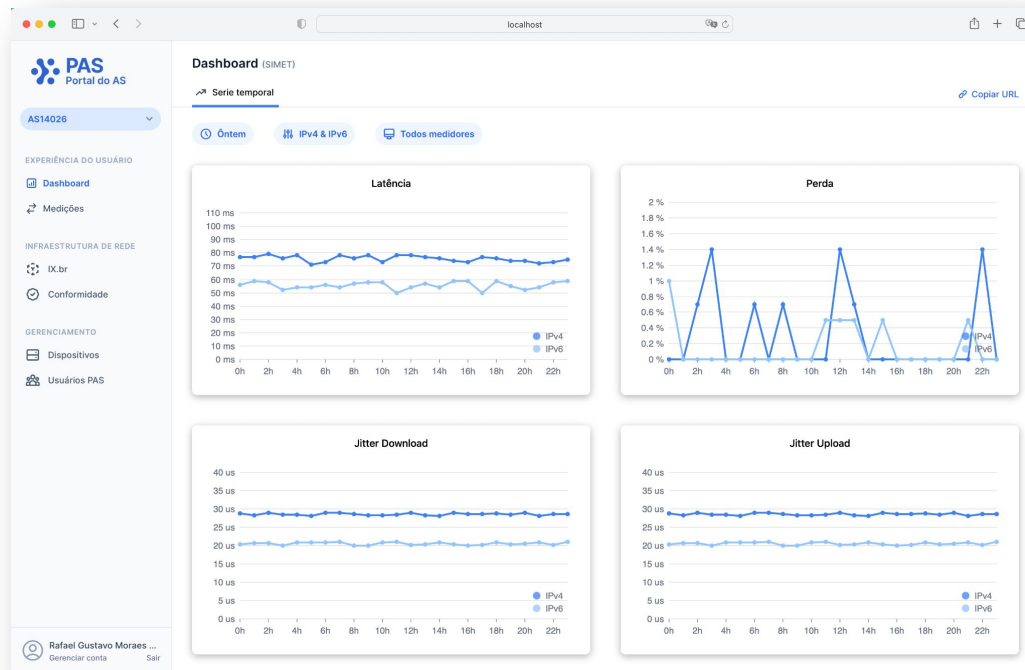 localhost
PAS
Portal do AS
AS14026
EXPERIÊNCIA DO USUÁRIO
Dashboard
Medições
INFRAESTRUTURA DE REDE
IX.br
Conformidade
GERENCIAMENTO
Dispositivos
Usuários PAS
Rafael Gustavo Moraes ...
Gerenciar conta Sair
Dashboard (SIMET)
Serie temporal
Copiar URL
Ôntem IPv4 & IPv6 Todos medidores
Latência
110 ms
100 ms
90 ms
80 ms
70 ms
60 ms
50 ms
40 ms
30 ms
20 ms
10 ms
0 ms
0h 2h 4h 6h 8h 10h 12h 14h 16h 18h 20h 22h
IPv4
IPv6
Perda
2 %
1.8 %
1.6 %
1.4 %
1.2 %
1 %
0.8 %
0.6 %
0.4 %
0.2 %
0 %
0h 2h 4h 6h 8h 10h 12h 14h 16h 18h 20h 22h
IPv4
IPv6
Jitter Download
40 us
35 us
30 us
25 us
20 us
15 us
10 us
5 us
0 us
0h 2h 4h 6h 8h 10h 12h 14h 16h 18h 20h 22h
IPv4
IPv6
Jitter Upload
40 us
35 us
30 us
25 us
20 us
15 us
10 us
5 us
0 us
0h 2h 4h 6h 8h 10h 12h 14h 16h 18h 20h 22h
IPv4
IPv6